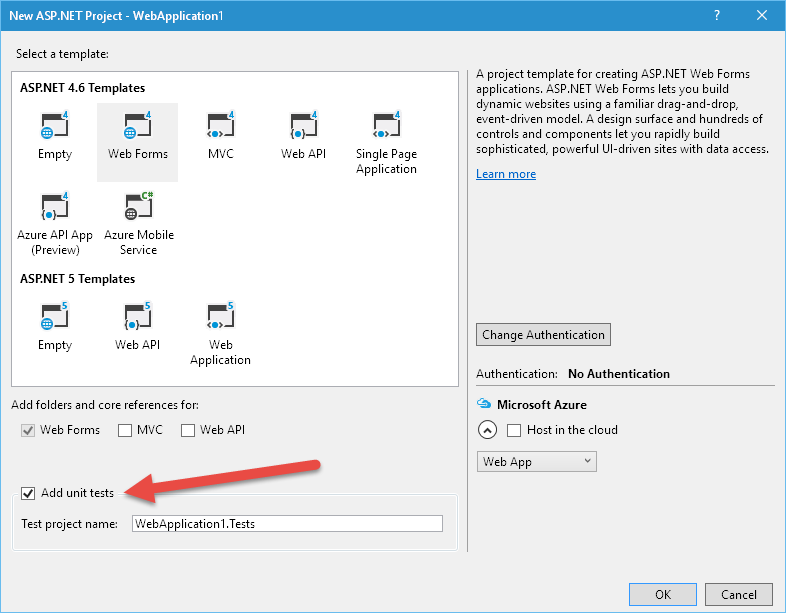 New ASP.NET Project - WebApplication1
?
Select a template:
ASP.NET 4.6 Templates
4
4
4
4
4
Empty
Web Forms
MVC
Web API
Single Page
Application
4
C#
Azure API App
(Preview)
Azure Mobile
Service
ASP.NET 5 Templates
5
5
5
Empty
Web API
Web
Application
Add folders and core references for:
Web Forms
MVC
Web API
Add unit tests
Test project name:
WebApplication1.Tests
A project template for creating ASP.NET Web Forms
applications. ASP.NET Web Forms lets you build
dynamic websites using a familiar drag-and-drop,
event-driven model. A design surface and hundreds of
controls and components let you rapidly build
sophisticated, powerful UI-driven sites with data access.
Learn more
Change Authentication
Authentication: No Authentication
Microsoft Azure
Host in the cloud
Web App
OK
Cancel